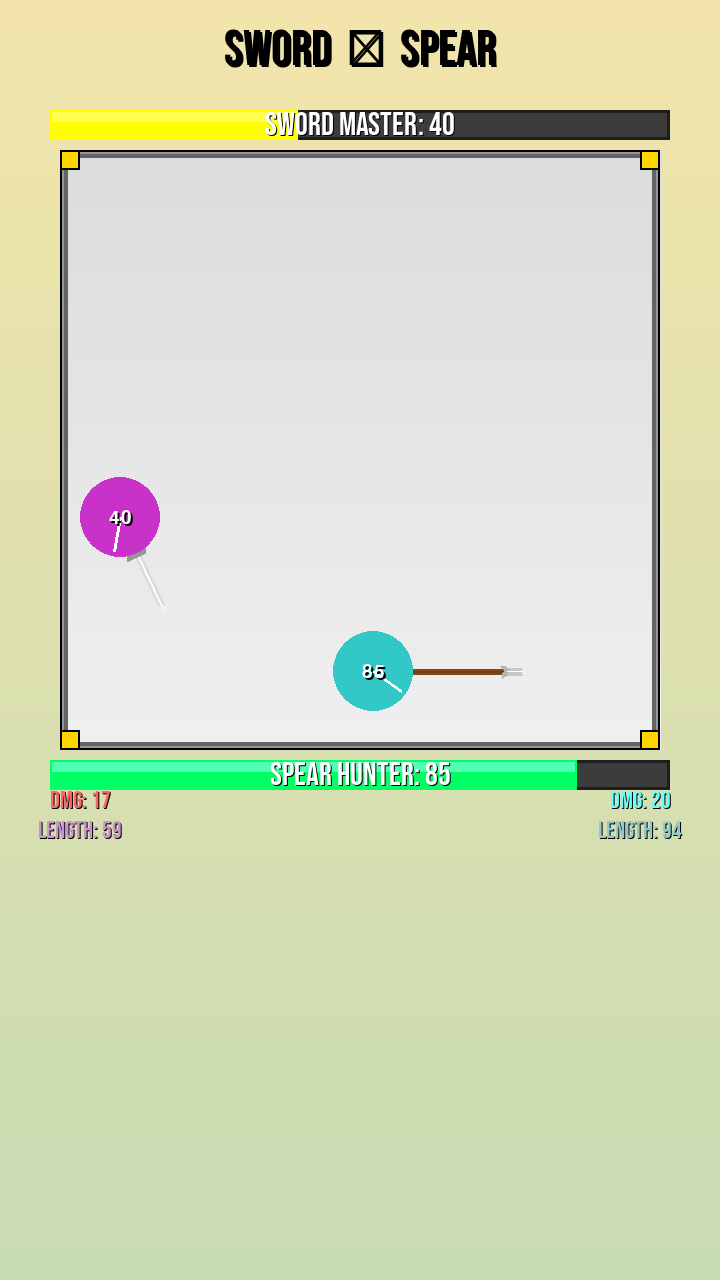 SWORD ☒ SPEAR
SWORD MASTER: 40
40
85
SPEAR HUNTER: 85
DMG: 17
DMG: 20
LENGTH: 59
LENGTH: 94